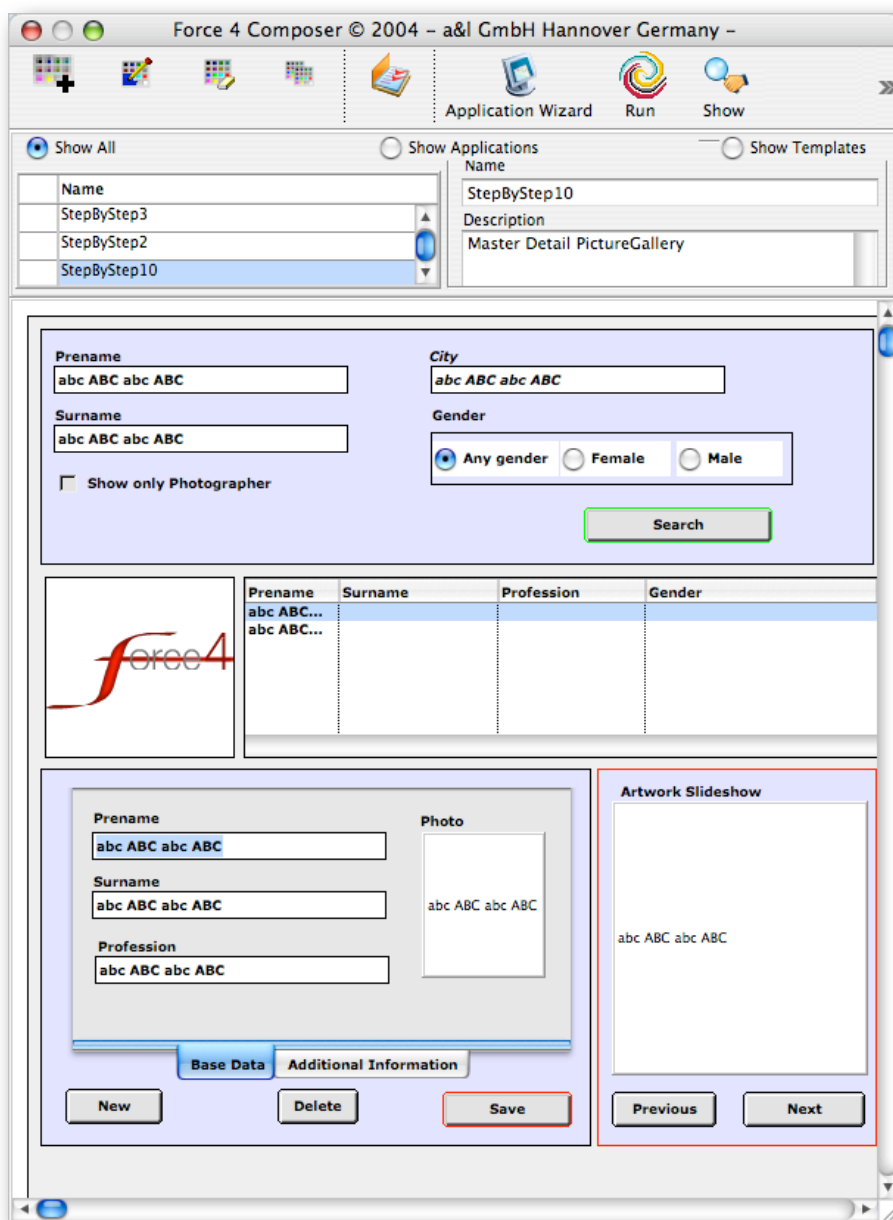 Force 4 Composer © 2004 – a&l GmbH Hannover Germany –
Application Wizard Run Show
Show All Show Applications Show Templates
Name
Name
StepByStep10
StepByStep3
Description
StepByStep2
Master Detail PictureGallery
StepByStep10
Prename City
abc ABC abc ABC abc ABC abc ABC
Surname Gender
abc ABC abc ABC
Any gender Female Male
Show only Photographer
Search
force4
Prename Surname Profession Gender
abc ABC...
abc ABC...
Artwork Slideshow
Prename Photo
abc ABC abc ABC
Surname
abc ABC abc ABC
abc ABC abc ABC
abc ABC abc ABC
Profession
abc ABC abc ABC
Base Data Additional Information
New Delete Save Previous Next